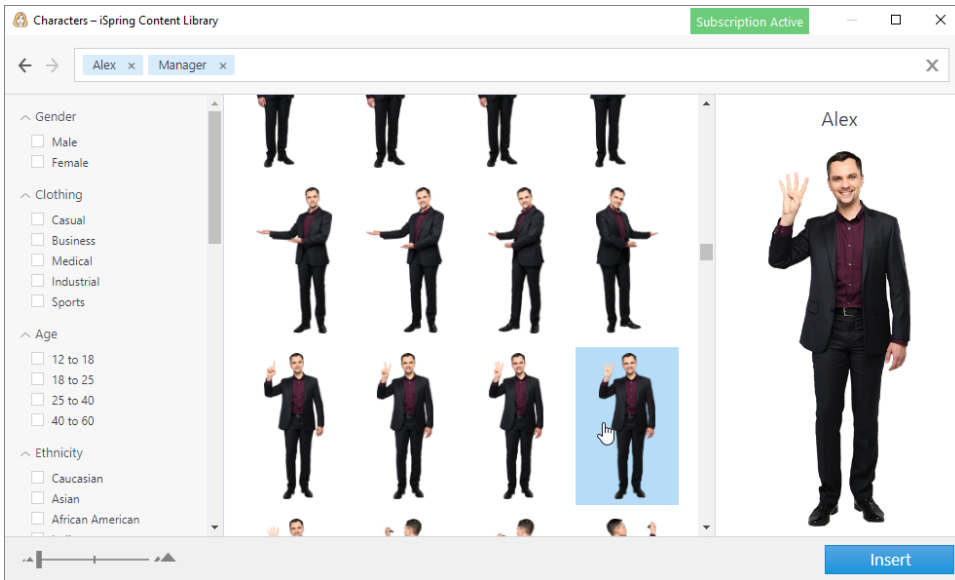 Characters – iSpring Content Library
Subscription Active
Alex ×
Manager ×
Gender
Male
Female
Clothing
Casual
Business
Medical
Industrial
Sports
Age
12 to 18
18 to 25
25 to 40
40 to 60
Ethnicity
Caucasian
Asian
African American
Alex
Insert